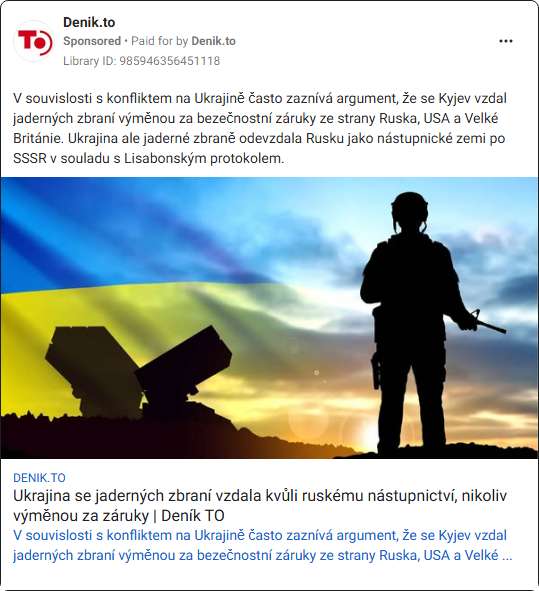 Denik.to
Sponsored • Paid for by Denik.to
Library ID: 985946356451118
TO
V souvislosti s konfliktem na Ukrajině často zaznívá argument, že se Kyjev vzdal
jaderných zbraní výměnou za bezečnostní záruky ze strany Ruska, USA a Velké
Británie. Ukrajina ale jaderné zbraně odevzdala Rusku jako nástupnické zemi po
SSSR v souladu s Lisabonským protokolem.
DENIK.TO
Ukrajina se jaderných zbraní vzdala kvůli ruskému nástupnictví, nikoliv
výměnou za záruky | Deník TO
V souvislosti s konfliktem na Ukrajině často zaznívá argument, že se Kyjev vzdal
jaderných zbraní výměnou za bezečnostní záruky ze strany Ruska, USA a Velké ...